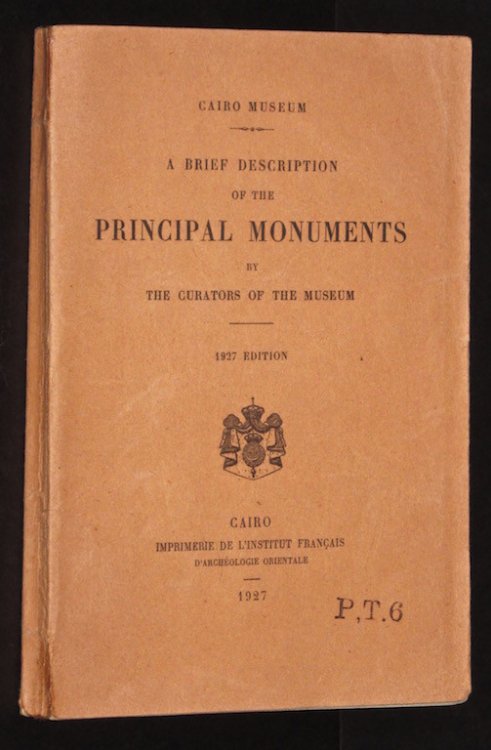 CAIRO MUSEUM
A BRIEF DESCRIPTION
OF THE
PRINCIPAL MONUMENTS
BY
THE CURATORS OF THE MUSEUM
1927 EDITION
CAIRO
IMPRIMERIE DE L'INSTITUT FRANÇAIS
D'ARCHÉOLOGIE ORIENTALE
1927
P.T.6